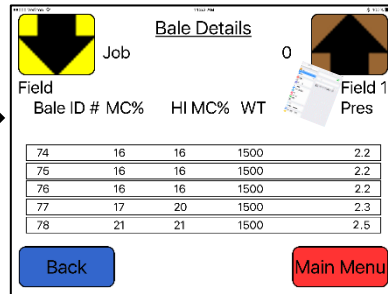 Bale Details
Job 0
Field Field 1
Bale ID # MC% HI MC% WT Pres
74 16 16 1500 2.2
75 16 16 1500 2.2
76 16 16 1500 2.2
77 17 20 1500 2.3
78 21 21 1500 2.5
Back Main Menu